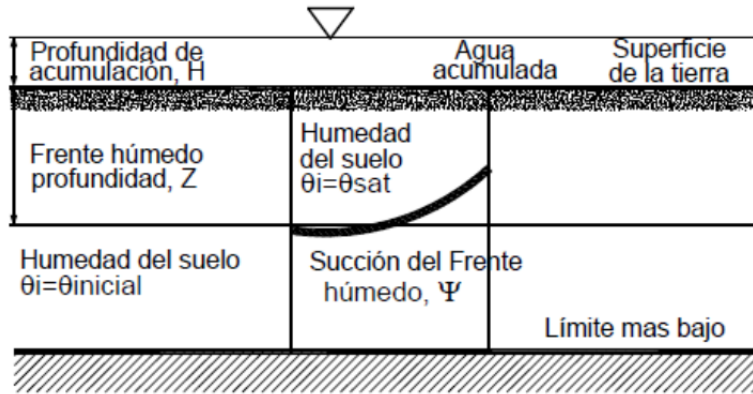 Profundidad de
acumulación, H
Agua
acumulada
Superficie
de la tierra
Frente húmedo
profundidad, Z
Humedad
del suelo
θi=θsat
Humedad del suelo
θi=θinicial
Succión del Frente
húmedo, Ψ
Límite mas bajo